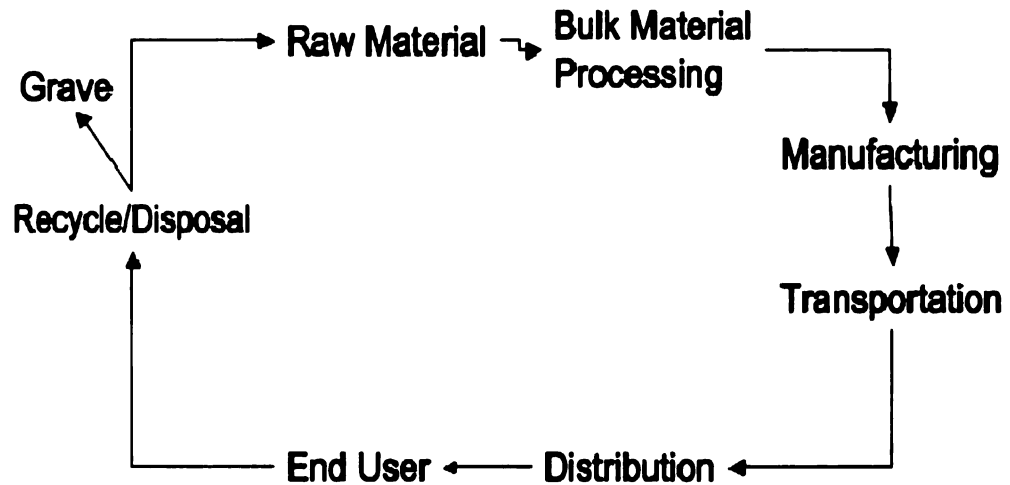 Raw Material
Bulk Material
Processing
Grave
Manufacturing
Recycle/Disposal
Transportation
End User
Distribution